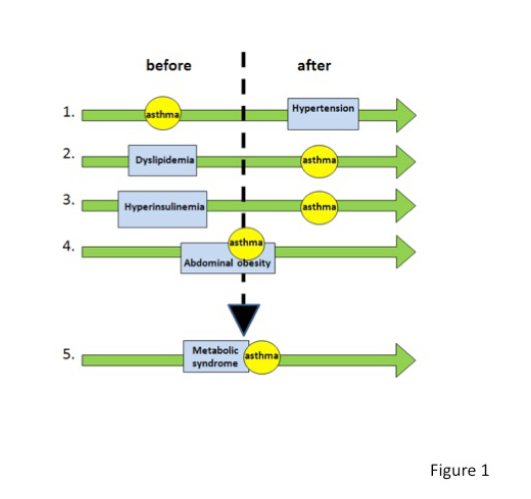 before after
1. asthma Hypertension
2. Dyslipidemia asthma
3. Hyperinsulinemia asthma
4. asthma
Abdominal obesity
5. Metabolic
syndrome asthma
Figure 1